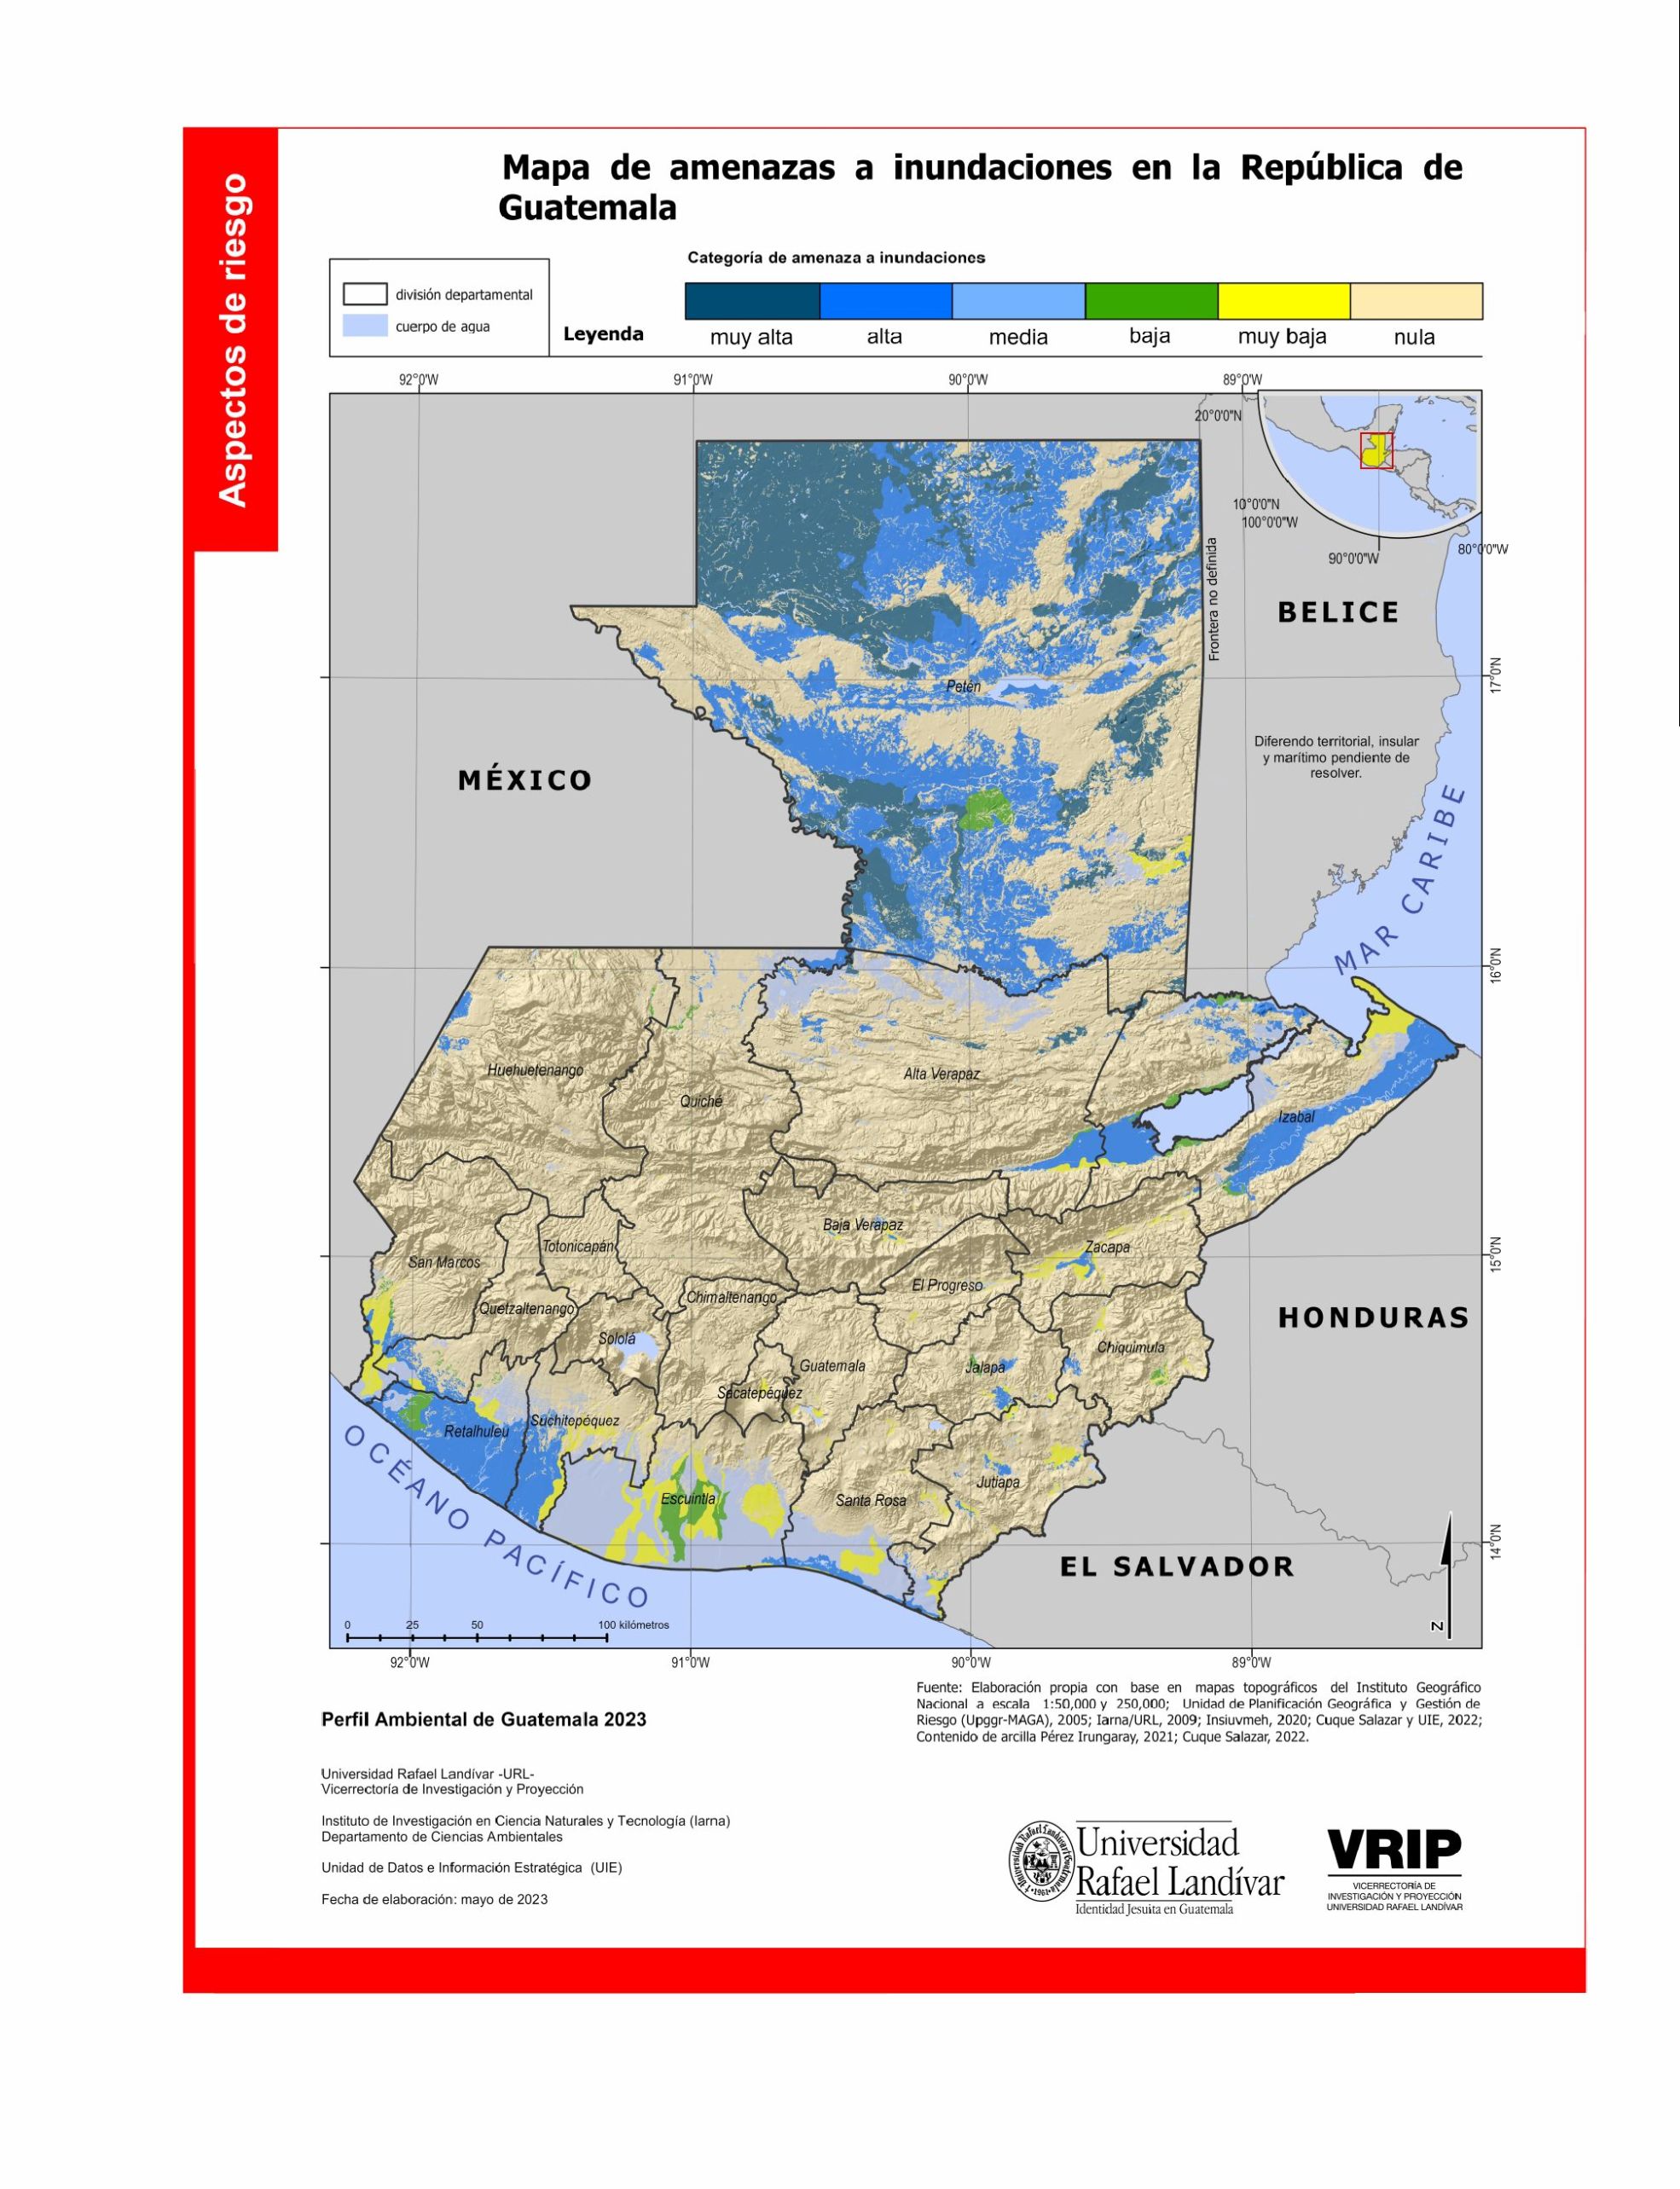 Aspectos de riesgo
Mapa de amenazas a inundaciones en la República de
Guatemala
división departamental
cuerpo de agua
Leyenda
Categoría de amenaza a inundaciones
muy alta
alta
media
baja
muy baja
nula
92°0'W
91°0'W
90°0'W
89°0'W
20°0'0"N
10°0'0"N
100°0'0"W
90°0'0"W
80°0'0"W
Frontera no definida
BELICE
17°0'N
Petén
Diferendo territorial, insular
y marítimo pendiente de
resolver.
MÉXICO
MAR CARIBE
16°0'N
Huehuetenango
Quiché
Alta Verapaz
Izabal
Baja Verapaz
Zacapa
15°0'N
San Marcos
Totonicapán
El Progreso
Quetzaltenango
Chimaltenango
HONDURAS
Sololá
Chiquimula
Guatemala
Jalapa
Sacatepéquez
Retalhuleu
Suchitepéquez
Jutiapa
Escuintla
Santa Rosa
OCÉANO PACÍFICO
14°0'N
EL SALVADOR
0 25 50 100 kilómetros
N
92°0'W
91°0'W
90°0'W
89°0'W
Fuente: Elaboración propia con base en mapas topográficos del Instituto Geográfico
Nacional a escala 1:50,000 y 250,000; Unidad de Planificación Geográfica y Gestión de
Riesgo (Upggr-MAGA), 2005; Iarna/URL, 2009; Insiuvmeh, 2020; Cuque Salazar y UIE, 2022;
Contenido de arcilla Pérez Irungaray, 2021; Cuque Salazar, 2022.
Perfil Ambiental de Guatemala 2023
Universidad Rafael Landívar -URL-
Vicerrectoría de Investigación y Proyección
Instituto de Investigación en Ciencia Naturales y Tecnología (Iarna)
Departamento de Ciencias Ambientales
Unidad de Datos e Información Estratégica (UIE)
Fecha de elaboración: mayo de 2023
Universidad
Rafael Landívar
Identidad Jesuita en Guatemala
VRIP
VICERRECTORÍA DE
INVESTIGACIÓN Y PROYECCIÓN
UNIVERSIDAD RAFAEL LANDÍVAR